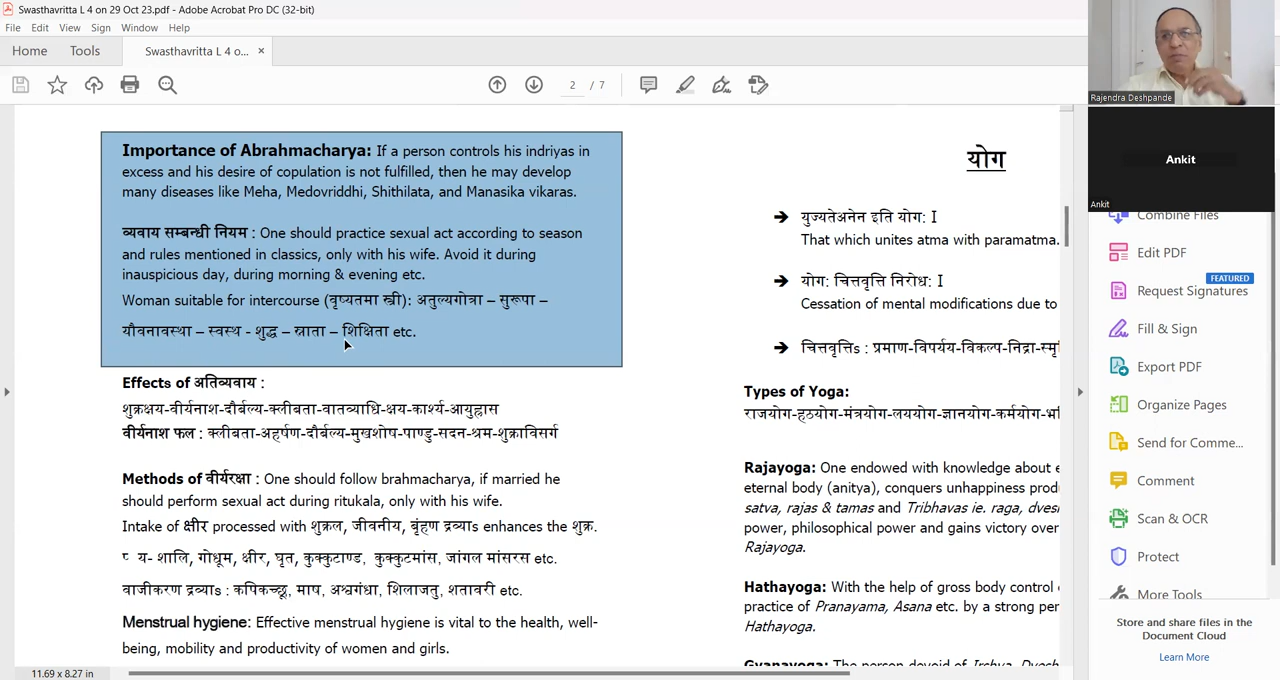 Swasthavritta L 4 on 29 Oct 23.pdf - Adobe Acrobat Pro DC (32-bit)
File Edit View Sign Window Help
Home Tools Swasthavritta L 4 o... ×
2 / 7
Rajendra Deshpande
Ankit
Ankit
Importance of Abrahmacharya: If a person controls his indriyas in
excess and his desire of copulation is not fulfilled, then he may develop
many diseases like Meha, Medovriddhi, Shithilata, and Manasika vikaras.
व्यवाय सम्बन्धी नियम : One should practice sexual act according to season
and rules mentioned in classics, only with his wife. Avoid it during
inauspicious day, during morning & evening etc.
Woman suitable for intercourse (वृष्यतमा स्त्री): अतुल्यगोत्रा – सुरूपा –
यौवनावस्था – स्वस्थ - शुद्ध – स्नाता – शिक्षिता etc.
Effects of अतिव्यवाय :
शुक्रक्षय-वीर्यनाश-दौर्बल्य-क्लीबता-वातव्याधि-क्षय-कार्श्य-आयुह्रास
वीर्यनाश फल : क्लीबता-अहर्षण-दौर्बल्य-मुखशोष-पाण्डु-सदन-श्रम-शुक्राविसर्ग
Methods of वीर्यरक्षा : One should follow brahmacharya, if married he
should perform sexual act during ritukala, only with his wife.
Intake of क्षीर processed with शुक्रल, जीवनीय, बृंहण द्रव्याs enhances the शुक्र.
य- शालि, गोधूम, क्षीर, घृत, कुक्कुटाण्ड, कुक्कुटमांस, जांगल मांसरस etc.
वाजीकरण द्रव्याs : कपिकच्छू, माष, अश्वगंधा, शिलाजतु, शतावरी etc.
Menstrual hygiene: Effective menstrual hygiene is vital to the health, well-
being, mobility and productivity of women and girls.
योग
➔ युज्यतेअनेन इति योग: I
That which unites atma with paramatma.
➔ योग: चित्तवृत्ति निरोध: I
Cessation of mental modifications due to
➔ चित्तवृत्तिs : प्रमाण-विपर्यय-विकल्प-निद्रा-स्मृ
Types of Yoga:
राजयोग-हठयोग-मंत्रयोग-लययोग-ज्ञानयोग-कर्मयोग-भ
Rajayoga: One endowed with knowledge about e
eternal body (anitya), conquers unhappiness prod
satva, rajas & tamas and Tribhavas ie. raga, dves
power, philosophical power and gains victory over
Rajayoga.
Hathayoga: With the help of gross body control
practice of Pranayama, Asana etc. by a strong per
Hathayoga.
Gyanayoga: The person devoid of Irshya, Dvesh
Combine Files
Edit PDF
FEATURED
Request Signatures
Fill & Sign
Export PDF
Organize Pages
Send for Comme...
Comment
Scan & OCR
Protect
More Tools
Store and share files in the
Document Cloud
Learn More
11.69 x 8.27 in